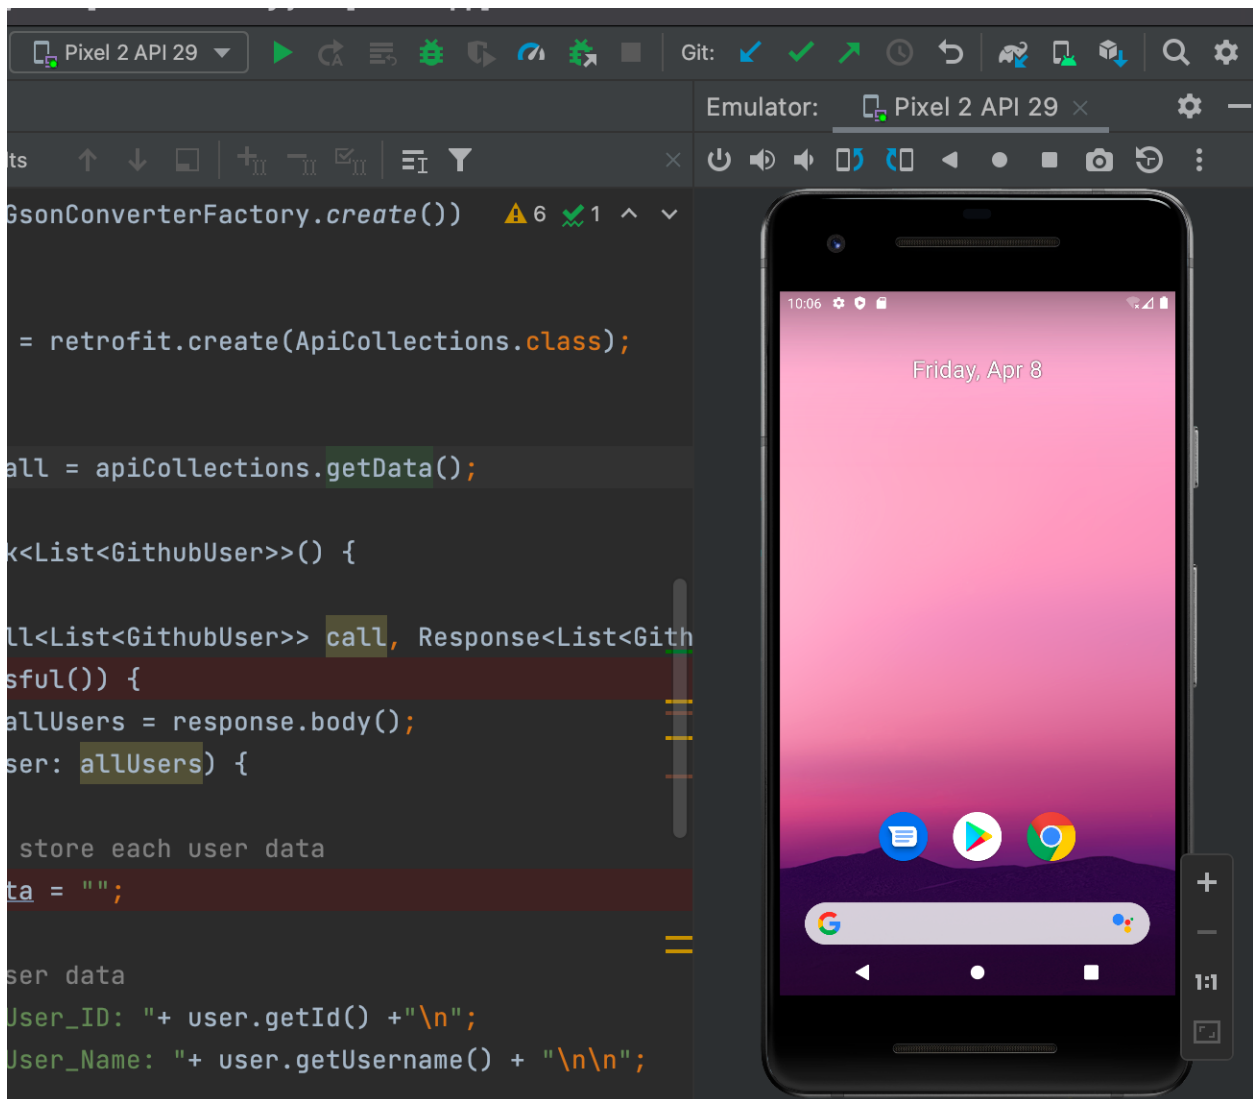 Pixel 2 API 29
Git:
Emulator: Pixel 2 API 29
ts
GsonConverterFactory.create()) 6 1
= retrofit.create(ApiCollections.class);
all = apiCollections.getData();
k<List<GithubUser>>() {
ll<List<GithubUser>> call, Response<List<Gith
sful()) {
allUsers = response.body();
ser: allUsers) {
store each user data
ta = "";
ser data
User_ID: "+ user.getId() +"\n";
User_Name: "+ user.getUsername() + "\n\n";
10:06
Friday, Apr 8
G
1:1